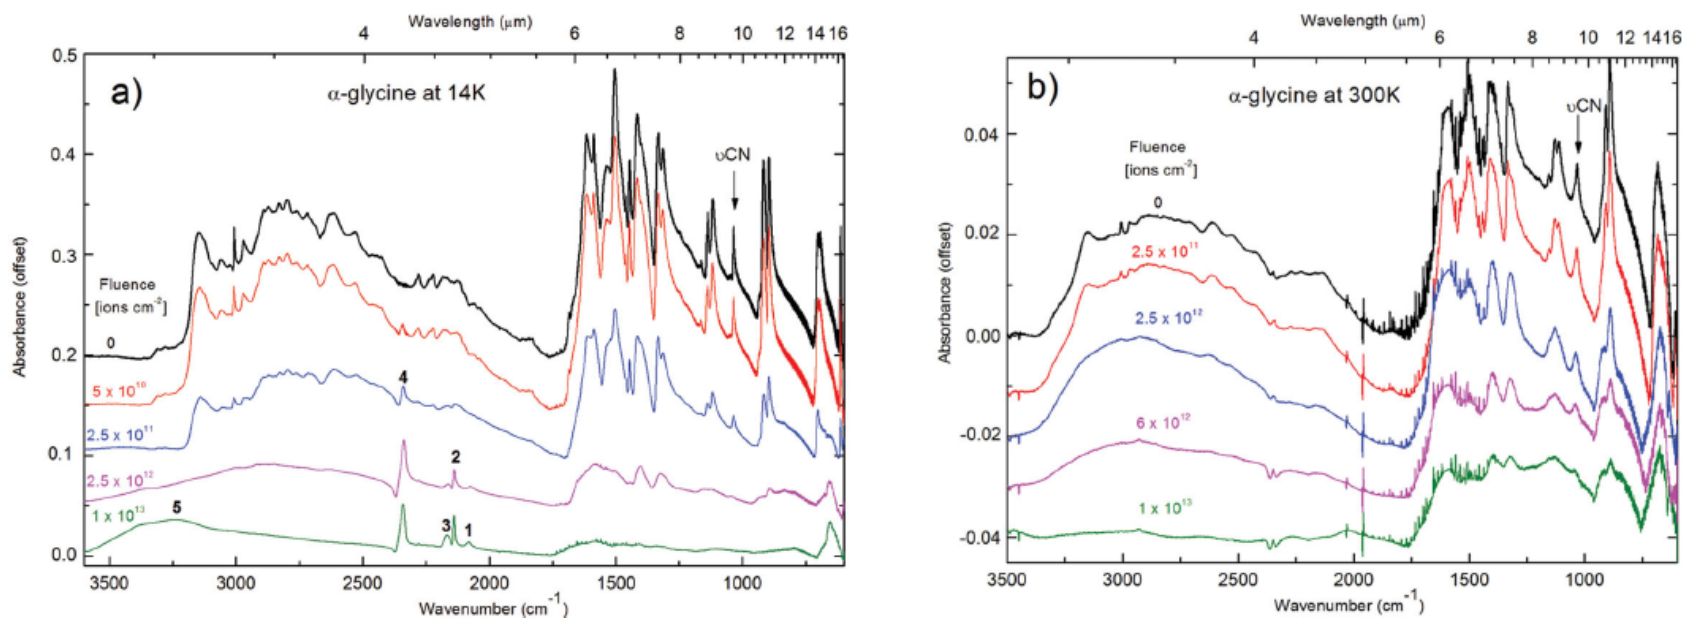 Wavelength (μm)
4 6 8 10 12 14 16
0.5
a)
α-glycine at 14K
0.4
υCN
0.3
Absorbance (offset)
Fluence
[ions cm⁻²]
0
0.2
5 x 10¹⁰
4
2.5 x 10¹¹
0.1
2
2.5 x 10¹²
5
3 1
1 x 10¹³
0.0
3500 3000 2500 2000 1500 1000
Wavenumber (cm⁻¹)
Wavelength (μm)
4 6 8 10 12 14 16
b)
α-glycine at 300K
υCN
0.04
Fluence
[ions cm⁻²]
0
0.02
2.5 x 10¹¹
Absorbance (offset)
2.5 x 10¹²
0.00
6 x 10¹²
-0.02
1 x 10¹³
-0.04
3500 3000 2500 2000 1500 1000
Wavenumber (cm⁻¹)